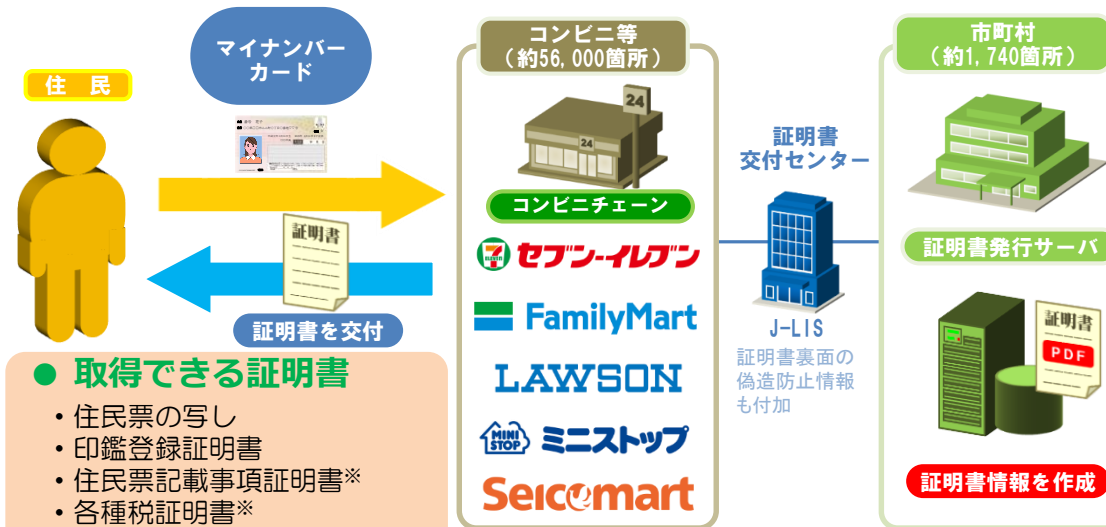 住 民
マイナンバー
カード
証明書
証明書を交付
● 取得できる証明書
・住民票の写し
・印鑑登録証明書
・住民票記載事項証明書※
・各種税証明書※
コンビニ等
（約56,000箇所）
24
24
コンビニチェーン
7
ELEVEN
セブン-イレブン
FamilyMart
LAWSON
MINI
STOP
ミニストップ
Seicomart
証明書
交付センター
J-LIS
証明書裏面の
偽造防止情報
も付加
市町村
（約1,740箇所）
証明書発行サーバ
証明書
PDF
証明書情報を作成